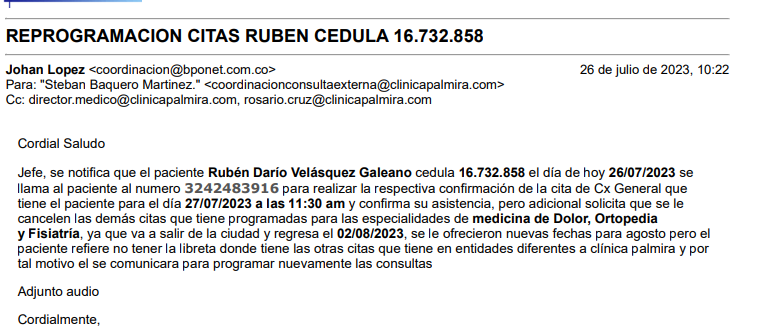 REPROGRAMACION CITAS RUBEN CEDULA 16.732.858
Johan Lopez <coordinacion@bponet.com.co> 26 de julio de 2023, 10:22
Para: "Steban Baquero Martinez." <coordinacionconsultaexterna@clinicapalmira.com>
Cc: director.medico@clinicapalmira.com, rosario.cruz@clinicapalmira.com
Cordial Saludo
Jefe, se notifica que el paciente Rubén Darío Velásquez Galeano cedula 16.732.858 el día de hoy 26/07/2023 se
llama al paciente al numero 3242483916 para realizar la respectiva confirmación de la cita de Cx General que
tiene el paciente para el día 27/07/2023 a las 11:30 am y confirma su asistencia, pero adicional solicita que se le
cancelen las demás citas que tiene programadas para las especialidades de medicina de Dolor, Ortopedia
y Fisiatría, ya que va a salir de la ciudad y regresa el 02/08/2023, se le ofrecieron nuevas fechas para agosto pero el
paciente refiere no tener la libreta donde tiene las otras citas que tiene en entidades diferentes a clínica palmira y por
tal motivo el se comunicara para programar nuevamente las consultas
Adjunto audio
Cordialmente,